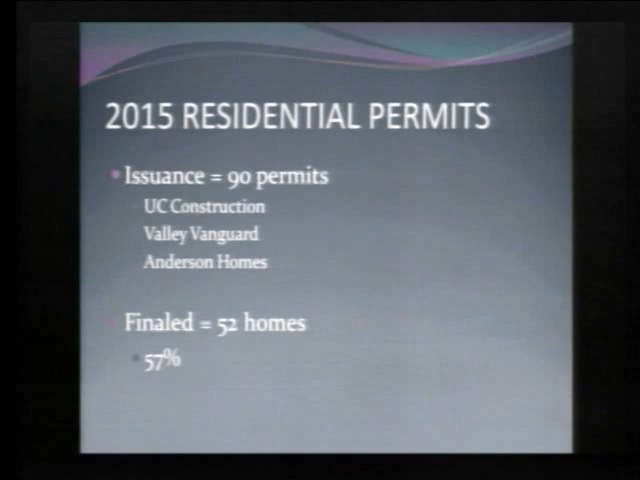 2015 RESIDENTIAL PERMITS
Issuance = 90 permits
UC Construction
Valley Vanguard
Anderson Homes
Finaled = 52 homes
57%